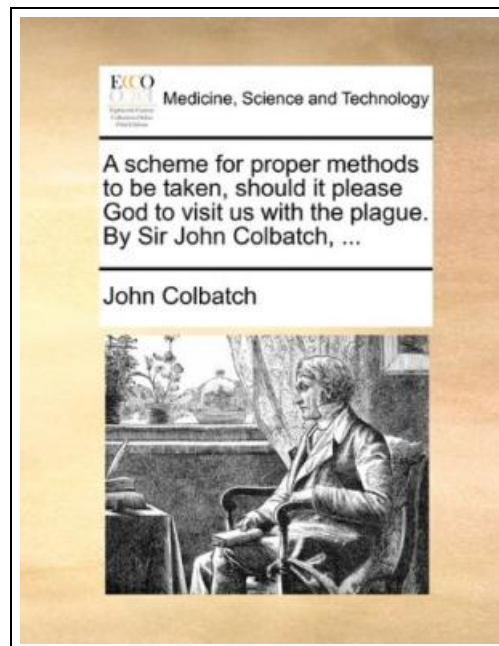 ECCO
Medicine, Science and Technology
A scheme for proper methods
to be taken, should it please
God to visit us with the plague.
By Sir John Colbatch, ...
John Colbatch